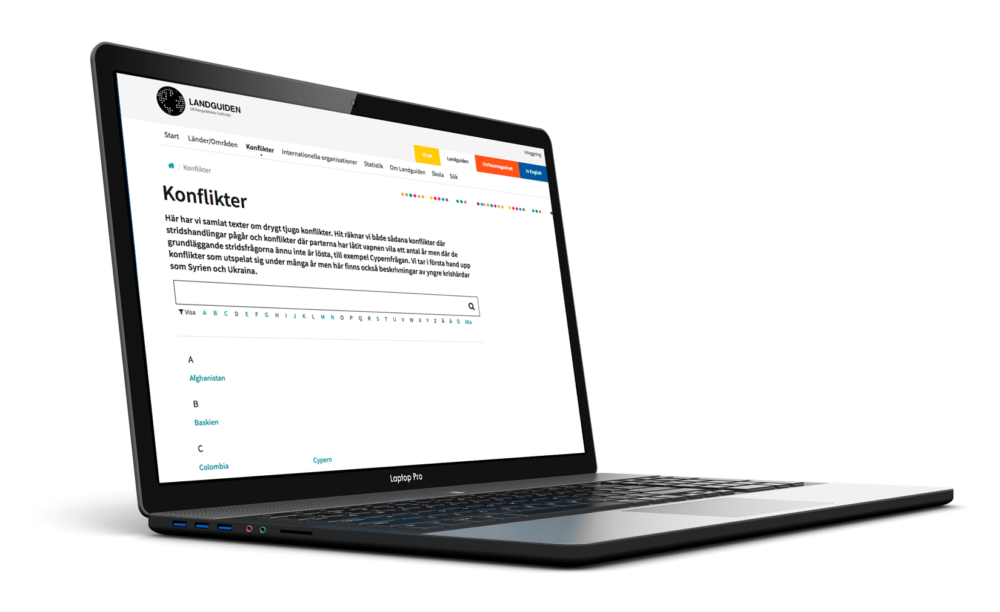 LANDGUIDEN
Utrikespolitiska institutet
Inloggning
UI.se
Landguiden
Utrikesmagasinet
In English
Start Länder/Områden Konflikter Internationella organisationer Statistik Om Landguiden Skola Sök
/ Konflikter
Konflikter
Här har vi samlat texter om drygt tjugo konflikter. Hit räknar vi både sådana konflikter där
stridshandlingar pågår och konflikter där parterna har låtit vapnen vila ett antal år men där de
grundläggande stridsfrågorna ännu inte är lösta, till exempel Cypernfrågan. Vi tar i första hand upp
konflikter som utspelat sig under många år men här finns också beskrivningar av yngre krishärdar
som Syrien och Ukraina.
Visa A B C D E F G H I J K L M N O P Q R S T U V W X Y Z Å Ä Ö Alla
A
Afghanistan
B
Baskien
C
Colombia Cypern
Laptop Pro